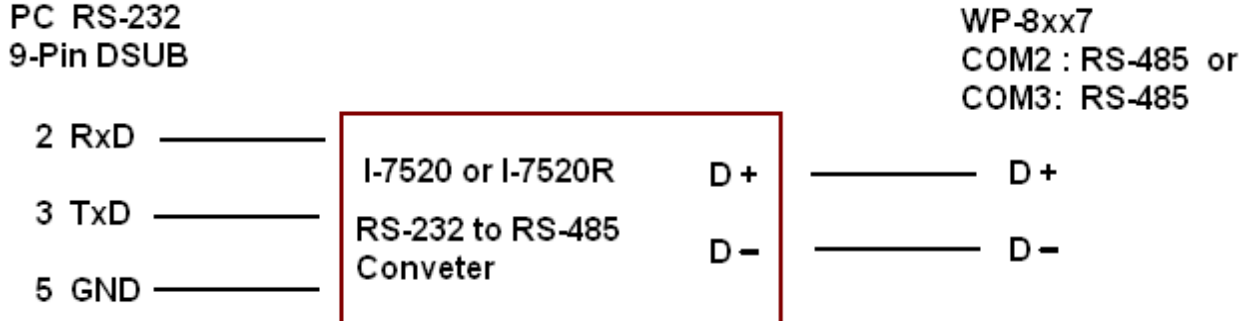 PC RS-232
9-Pin DSUB
WP-8xx7
COM2 : RS-485 or
COM3: RS-485
2 RxD
3 TxD
5 GND
I-7520 or I-7520R
RS-232 to RS-485
Conveter
D +
D -
D +
D -